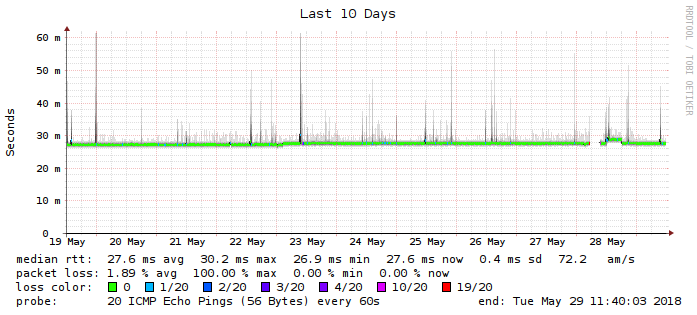 Last 10 Days
RRDTOOL / TOBI OETIKER
Seconds
60 m
50 m
40 m
30 m
20 m
10 m
0
19 May 20 May 21 May 22 May 23 May 24 May 25 May 26 May 27 May 28 May
median rtt: 27.6 ms avg 30.2 ms max 26.9 ms min 27.6 ms now 0.4 ms sd 72.2 am/s
packet loss: 1.89 % avg 100.00 % max 0.00 % min 0.00 % now
loss color: 0 1/20 2/20 3/20 4/20 10/20 19/20
probe: 20 ICMP Echo Pings (56 Bytes) every 60s end: Tue May 29 11:40:03 2018